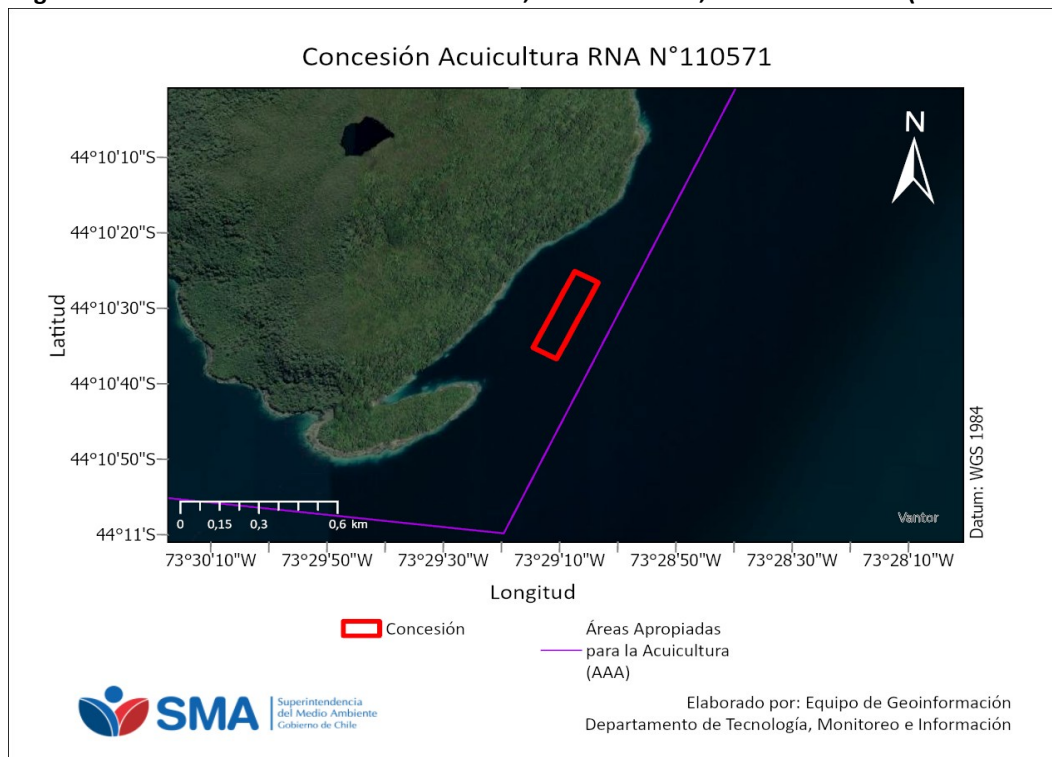 Concesión Acuicultura RNA N°110571
N
44°10'10"S
44°10'20"S
44°10'30"S
44°10'40"S
44°10'50"S
44°11'S
Latitud
0 0,15 0,3 0,6 km
Vantor
Datum: WGS 1984
73°30'10"W 73°29'50"W 73°29'30"W 73°29'10"W 73°28'50"W 73°28'30"W 73°28'10"W
Longitud
Concesión
Áreas Apropiadas
para la Acuicultura
(AAA)
SMA
Superintendencia
del Medio Ambiente
Gobierno de Chile
Elaborado por: Equipo de Geoinformación
Departamento de Tecnología, Monitoreo e Información